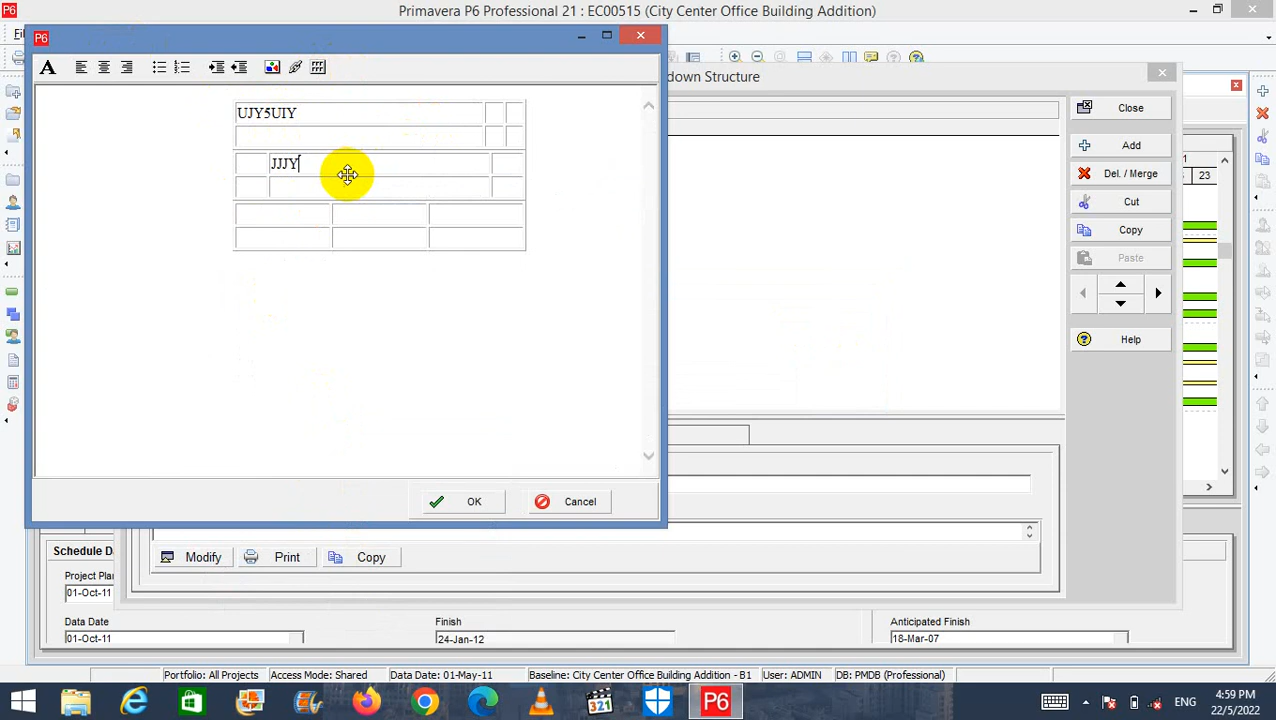 Primavera P6 Professional 21 : EC00515 (City Center Office Building Addition)
down Structure
UJY5UIY
JJJY
Close
Add
Del. / Merge
Cut
Copy
Paste
Help
23
OK
Cancel
Modify
Print
Copy
Project Plan
01-Oct-11
Data Date
01-Oct-11
Finish
24-Jan-12
Anticipated Finish
18-Mar-07
Portfolio: All Projects
Access Mode: Shared
Data Date: 01-May-11
Baseline: City Center Office Building Addition - B1
User: ADMIN
DB: PMDB (Professional)
ENG
4:59 PM
22/5/2022